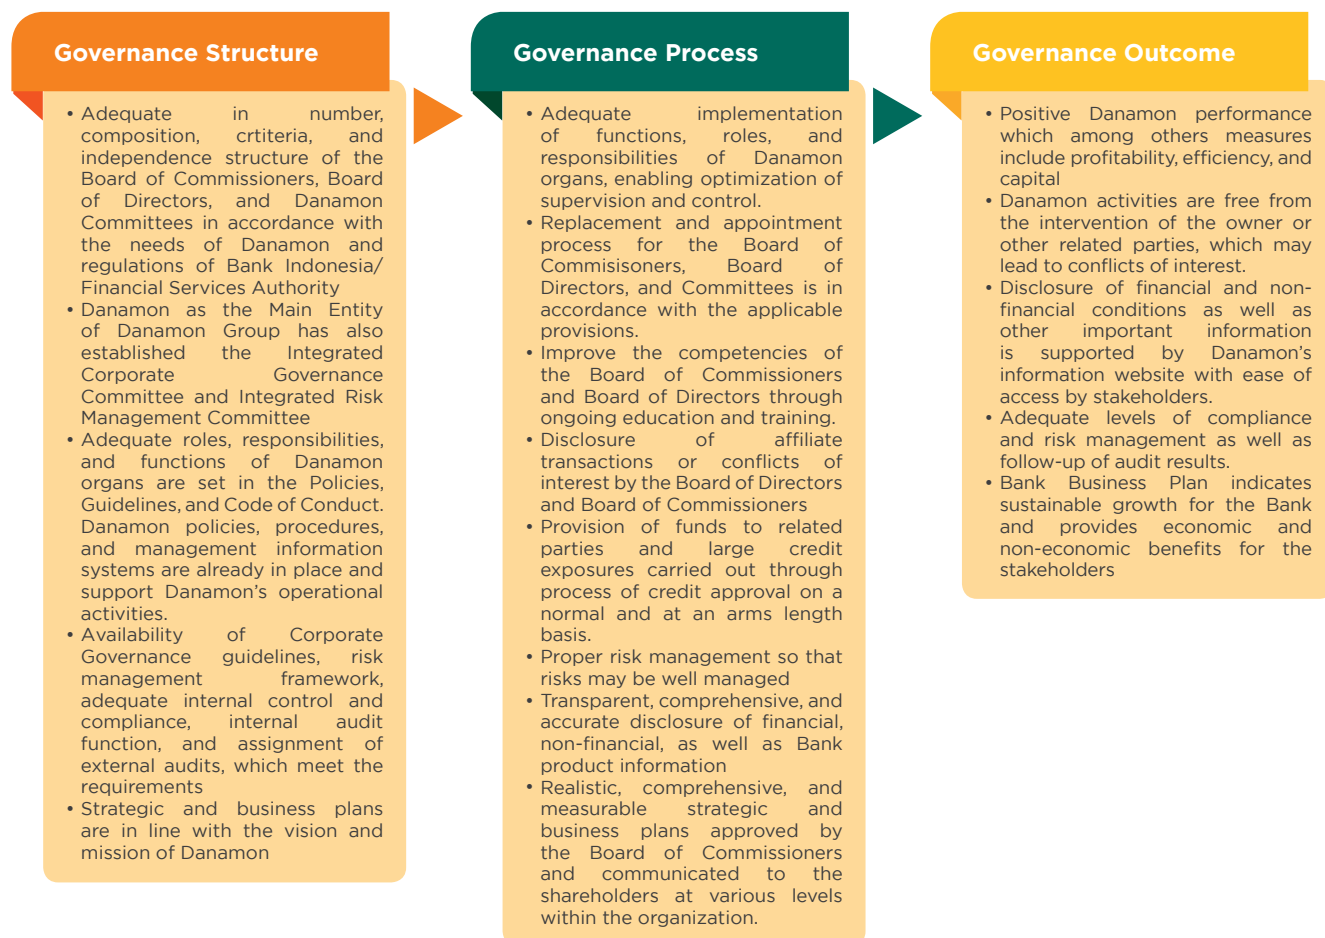 Governance Structure
• Adequate in number,
composition, crtiteria, and
independence structure of the
Board of Commissioners, Board
of Directors, and Danamon
Committees in accordance with
the needs of Danamon and
regulations of Bank Indonesia/
Financial Services Authority
• Danamon as the Main Entity
of Danamon Group has also
established the Integrated
Corporate Governance
Committee and Integrated Risk
Management Committee
• Adequate roles, responsibilities,
and functions of Danamon
organs are set in the Policies,
Guidelines, and Code of Conduct.
Danamon policies, procedures,
and management information
systems are already in place and
support Danamon's operational
activities.
• Availability of Corporate
Governance guidelines, risk
management framework,
adequate internal control and
compliance, internal audit
function, and assignment of
external audits, which meet the
requirements
• Strategic and business plans
are in line with the vision and
mission of Danamon
Governance Process
• Adequate implementation
of functions, roles, and
responsibilities of Danamon
organs, enabling optimization of
supervision and control.
• Replacement and appointment
process for the Board of
Commisisoners, Board of
Directors, and Committees is in
accordance with the applicable
provisions.
• Improve the competencies of
the Board of Commissioners
and Board of Directors through
ongoing education and training.
• Disclosure of affiliate
transactions or conflicts of
interest by the Board of Directors
and Board of Commissioners
• Provision of funds to related
parties and large credit
exposures carried out through
process of credit approval on a
normal and at an arms length
basis.
• Proper risk management so that
risks may be well managed
• Transparent, comprehensive, and
accurate disclosure of financial,
non-financial, as well as Bank
product information
• Realistic, comprehensive, and
measurable strategic and
business plans approved by
the Board of Commissioners
and communicated to the
shareholders at various levels
within the organization.
Governance Outcome
• Positive Danamon performance
which among others measures
include profitability, efficiency, and
capital
• Danamon activities are free from
the intervention of the owner or
other related parties, which may
lead to conflicts of interest.
• Disclosure of financial and non-
financial conditions as well as
other important information
is supported by Danamon's
information website with ease of
access by stakeholders.
• Adequate levels of compliance
and risk management as well as
follow-up of audit results.
• Bank Business Plan indicates
sustainable growth for the Bank
and provides economic and
non-economic benefits for the
stakeholders